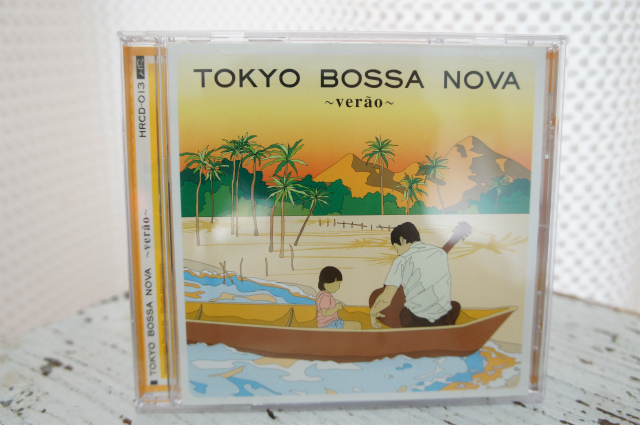 TOKYO BOSSA NOVA
~verão~
HRCD-013
TOKYO BOSSA NOVA ~verão~